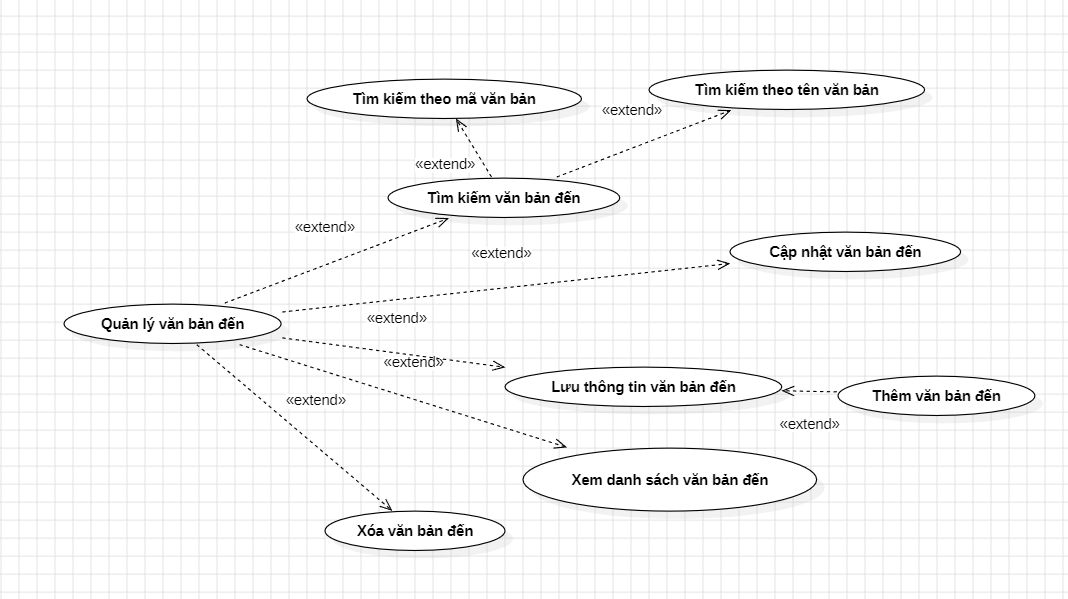 Tìm kiếm theo tên văn bản
Tìm kiếm theo mã văn bản
«extend»
«extend»
Tìm kiếm văn bản đến
«extend»
«extend»
Cập nhật văn bản đến
«extend»
Quản lý văn bản đến
«extend»
Lưu thông tin văn bản đến
Thêm văn bản đến
«extend»
«extend»
Xem danh sách văn bản đến
Xóa văn bản đến